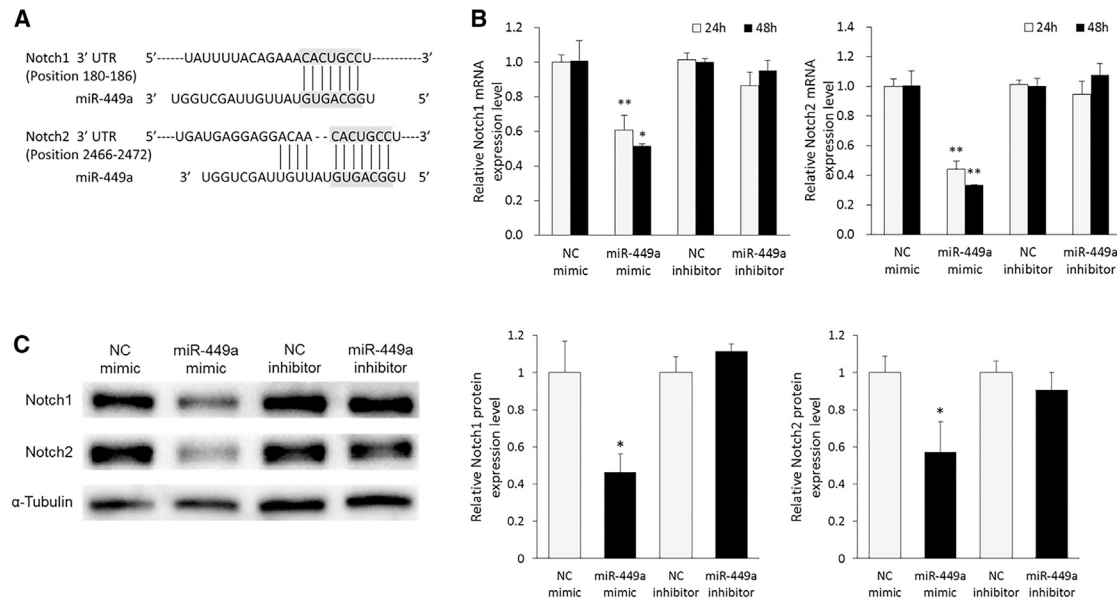 A
Notch1 3’ UTR 5’------UAUUUUACAGAAACACUGCCU-----------3’
(Position 180-186)
miR-449a 3’ UGGUCGAUUGUUAUGUGACGGU 5’
Notch2 3’ UTR 5’----UGAUGAGGAGGACAA--CACUGCCU----3’
(Position 2466-2472)
miR-449a 3’ UGGUCGAUUGUUAUGUGACGGU 5’
B
24h 48h
Relative Notch1 mRNA
expression level
1.2
1.0
0.8
0.6
0.4
0.2
0.0
**
*
NC
mimic
miR-449a
mimic
NC
inhibitor
miR-449a
inhibitor
24h 48h
Relative Notch2 mRNA
expression level
1.4
1.2
1.0
0.8
0.6
0.4
0.2
0.0
**
**
NC
mimic
miR-449a
mimic
NC
inhibitor
miR-449a
inhibitor
C
NC
mimic
miR-449a
mimic
NC
inhibitor
miR-449a
inhibitor
Notch1
Notch2
α-Tubulin
Relative Notch1 protein
expression level
1.2
1
0.8
0.6
0.4
0.2
0
*
NC
mimic
miR-449a
mimic
NC
inhibitor
miR-449a
inhibitor
Relative Notch2 protein
expression level
1.2
1
0.8
0.6
0.4
0.2
0
*
NC
mimic
miR-449a
mimic
NC
inhibitor
miR-449a
inhibitor